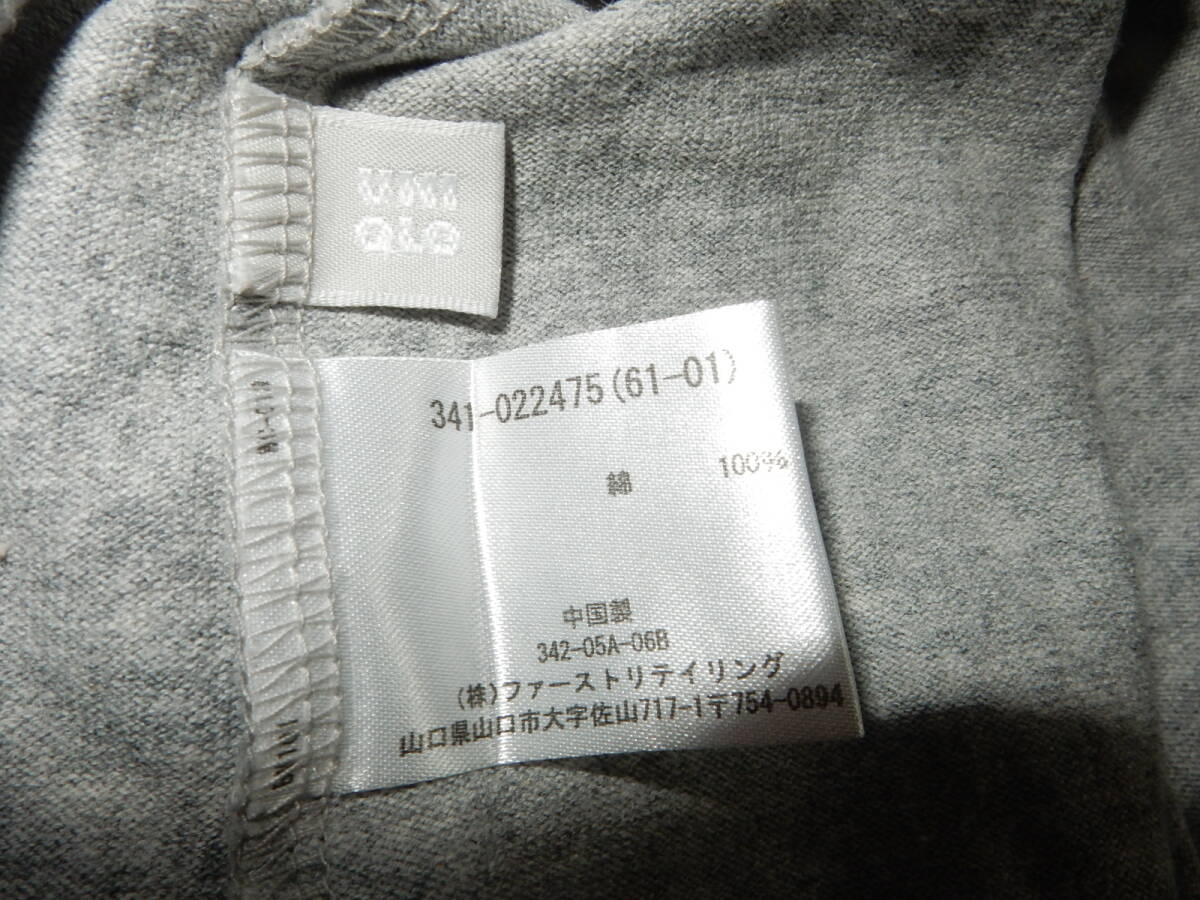 UNI
QLO
341-022475(61-01)
綿 100%
中国製
342-05A-06B
(株)ファーストリテイリング
山口県山口市大字佐山717-1〒754-0894